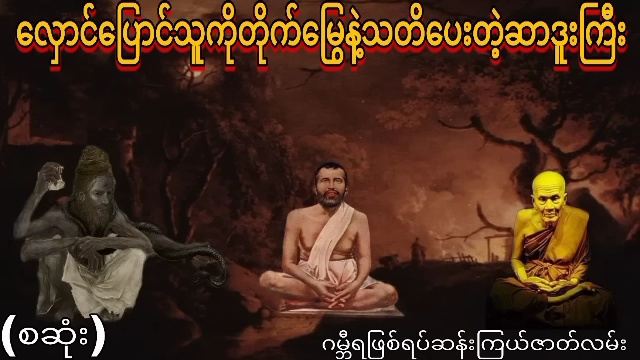 လှောင်ပြောင်သူကိုတိုက်မြွေနဲ့သတိပေးတဲ့ဆာဒူးကြီး
(စဆုံး)
ဂမ္ဘီရဖြစ်ရပ်ဆန်းကြယ်ဇာတ်လမ်း